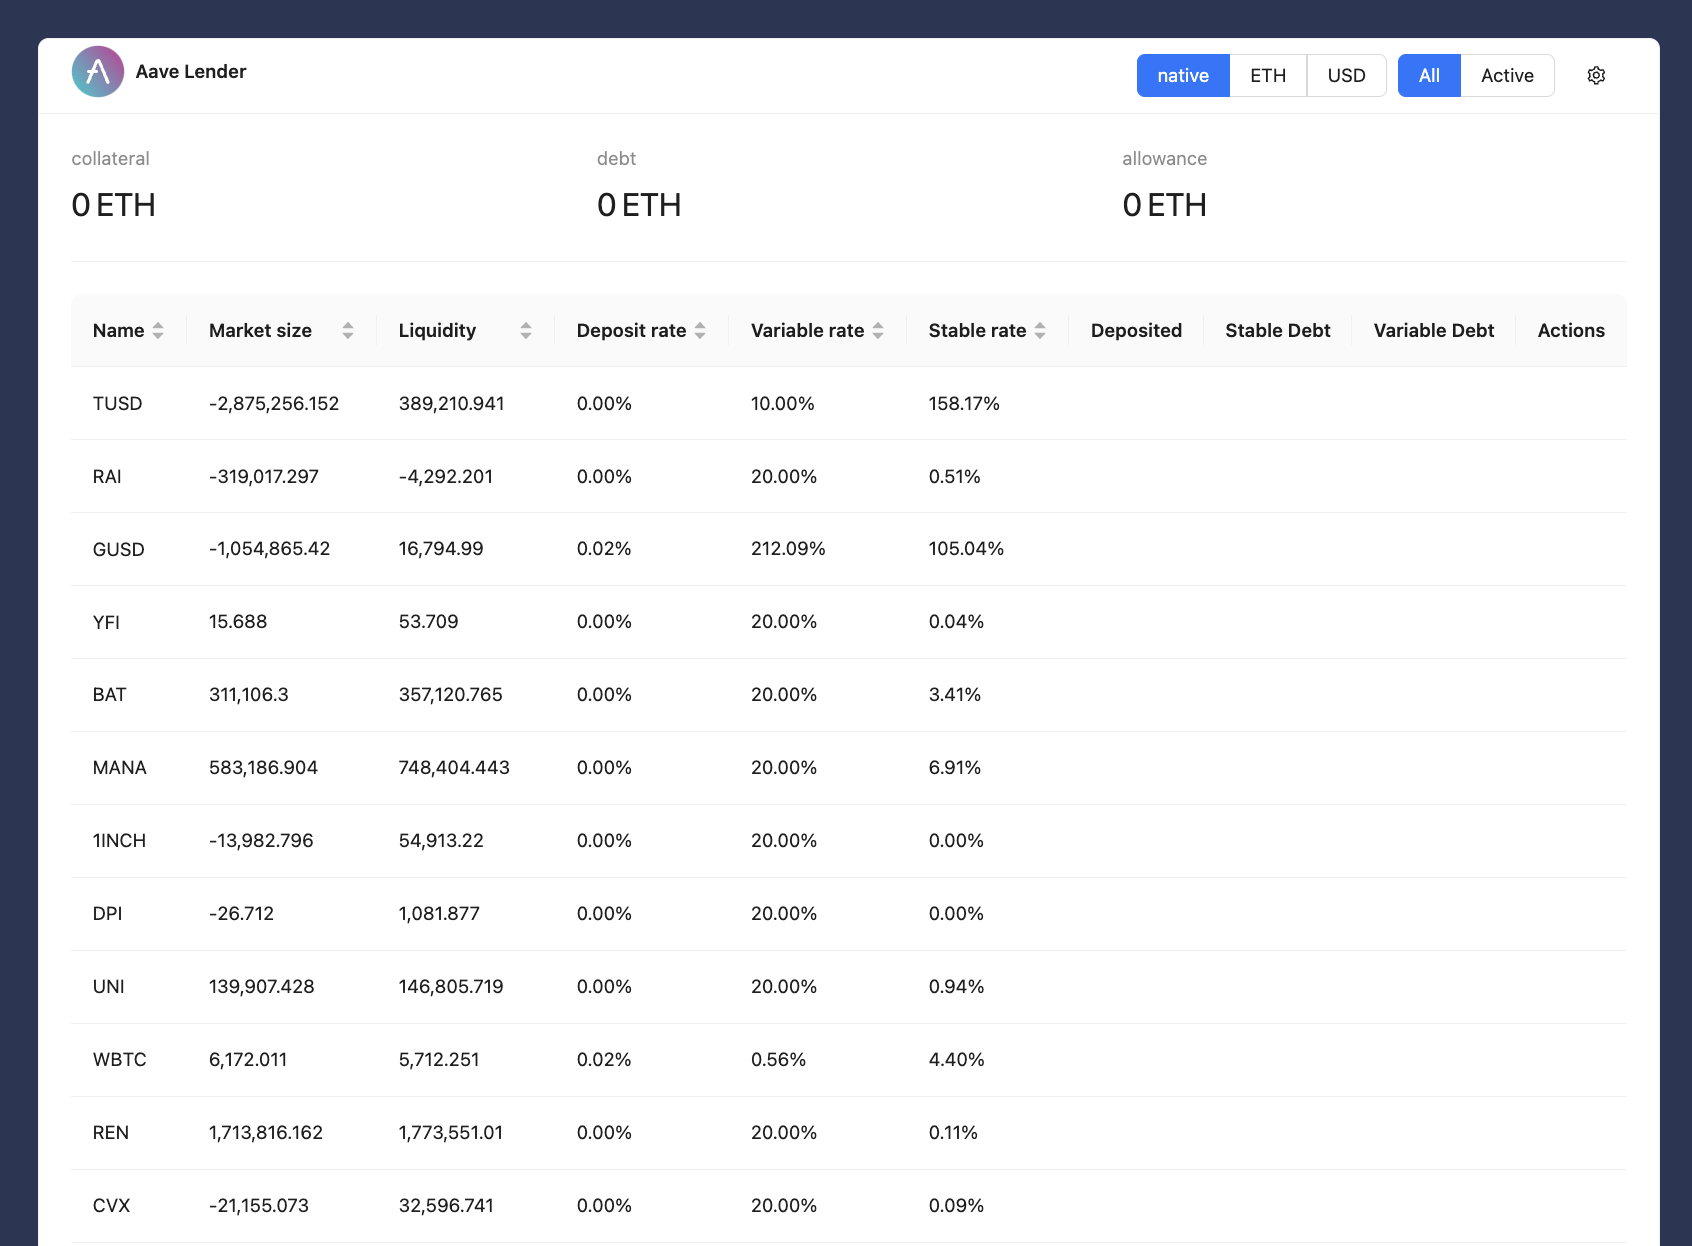 Aave Lender native ETH USD All Active
collateral debt allowance
0 ETH 0 ETH 0 ETH
Name Market size Liquidity Deposit rate Variable rate Stable rate Deposited Stable Debt Variable Debt Actions
TUSD -2,875,256.152 389,210.941 0.00% 10.00% 158.17%
RAI -319,017.297 -4,292.201 0.00% 20.00% 0.51%
GUSD -1,054,865.42 16,794.99 0.02% 212.09% 105.04%
YFI 15.688 53.709 0.00% 20.00% 0.04%
BAT 311,106.3 357,120.765 0.00% 20.00% 3.41%
MANA 583,186.904 748,404.443 0.00% 20.00% 6.91%
1INCH -13,982.796 54,913.22 0.00% 20.00% 0.00%
DPI -26.712 1,081.877 0.00% 20.00% 0.00%
UNI 139,907.428 146,805.719 0.00% 20.00% 0.94%
WBTC 6,172.011 5,712.251 0.02% 0.56% 4.40%
REN 1,713,816.162 1,773,551.01 0.00% 20.00% 0.11%
CVX -21,155.073 32,596.741 0.00% 20.00% 0.09%